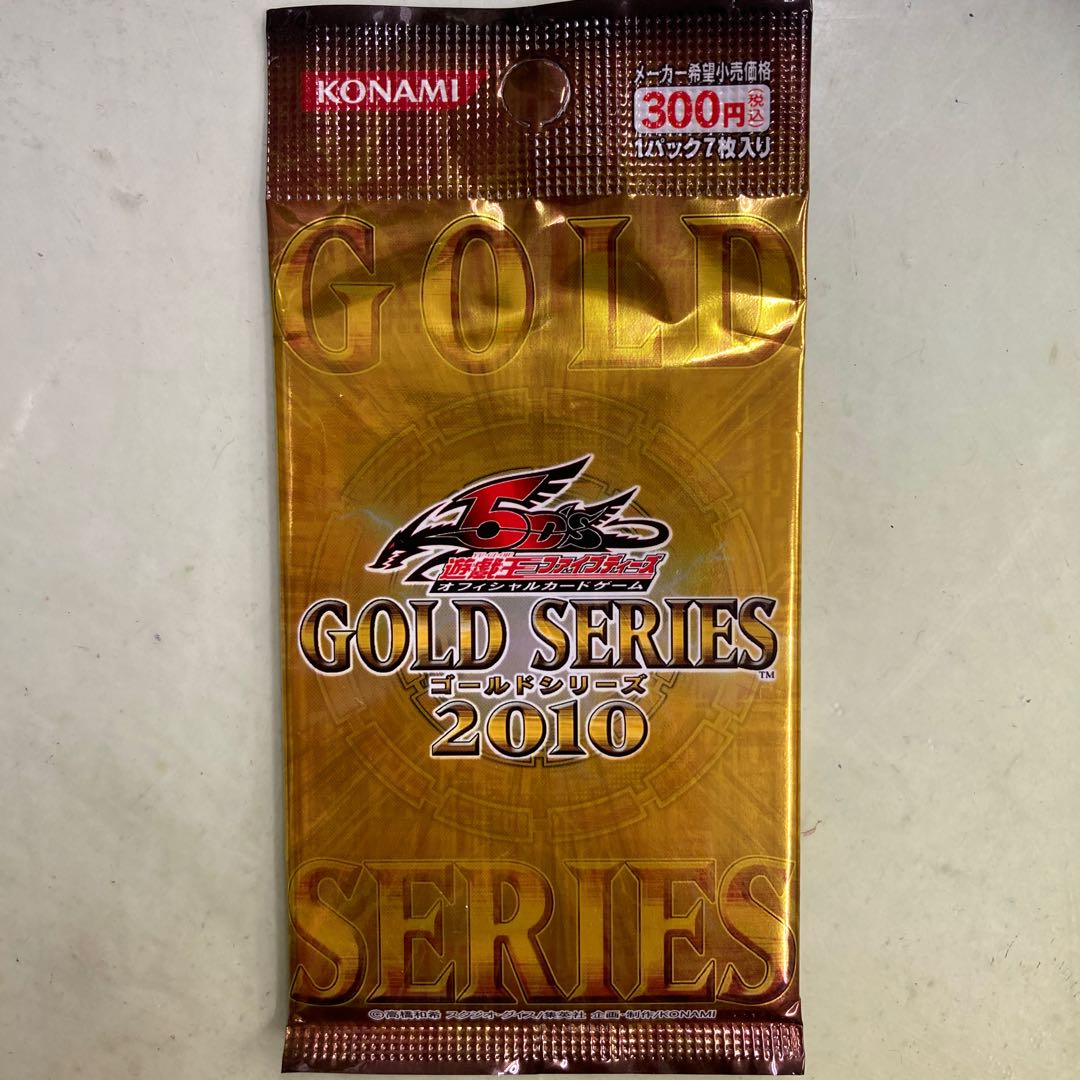 KONAMI
メーカー希望小売価格
300円(税込)
1パック7枚入り
GOLD
5D's
YU-GI-OH!
遊戯王ファイブディーズ
オフィシャルカードゲーム
GOLD SERIES
TM
ゴールドシリーズ
2010
SERIES
©高橋和希 スタジオ・ダイス/集英社 企画・制作/KONAMI